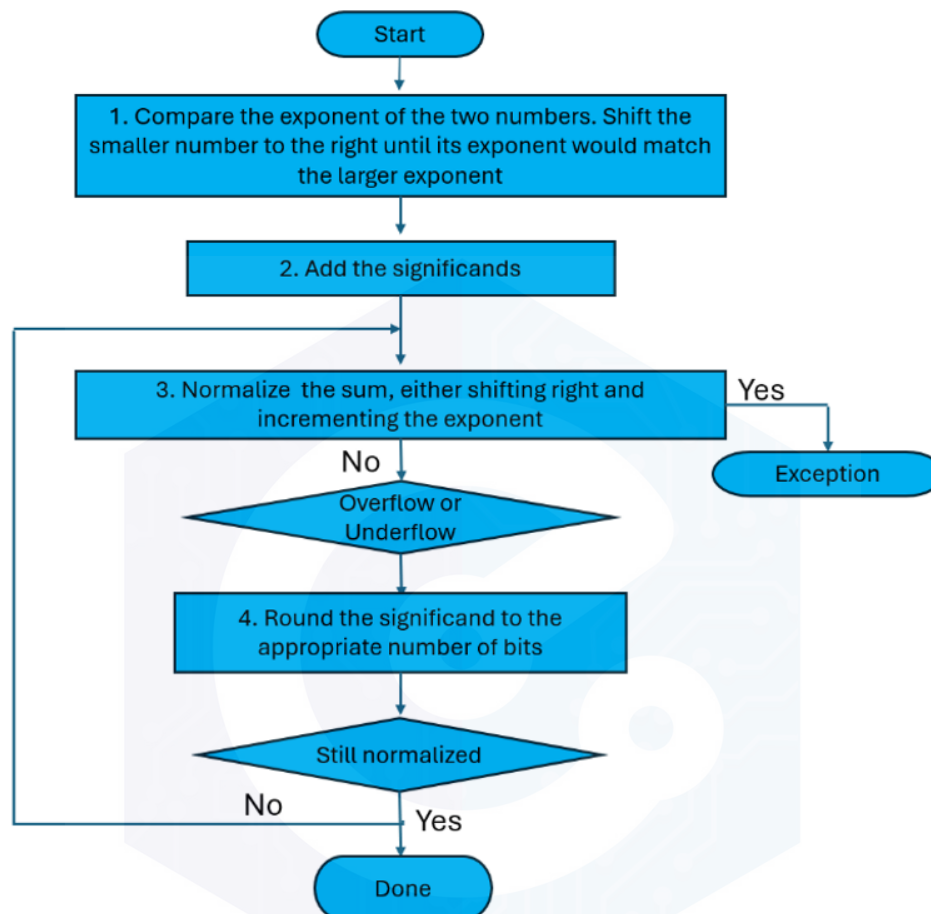 Start
1. Compare the exponent of the two numbers. Shift the
smaller number to the right until its exponent would match
the larger exponent
2. Add the significands
3. Normalize the sum, either shifting right and
incrementing the exponent
Yes
Exception
No
Overflow or
Underflow
4. Round the significand to the
appropriate number of bits
Still normalized
No
Yes
Done